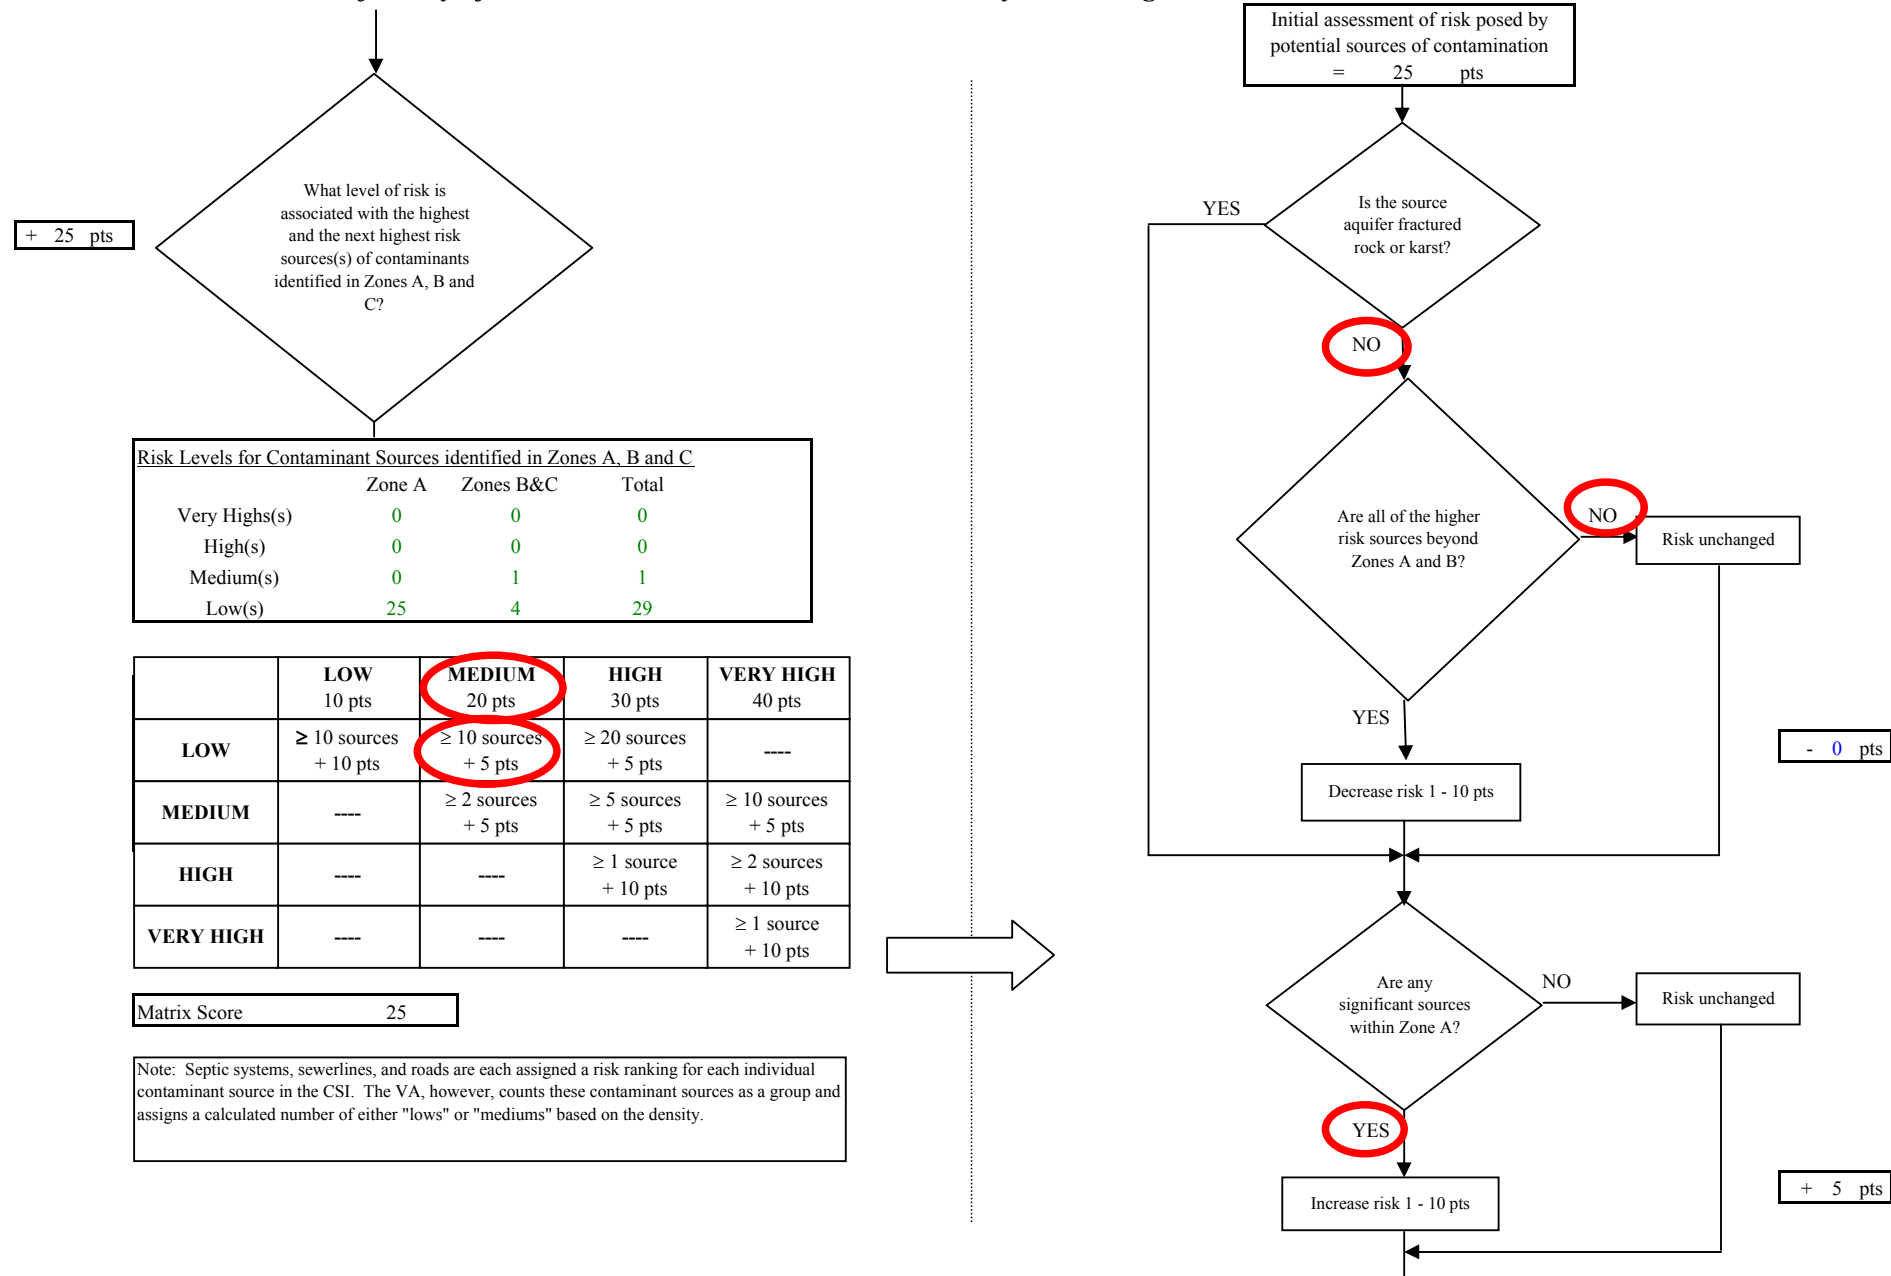 What level of risk is
associated with the highest
and the next highest risk
sources(s) of contaminants
identified in Zones A, B and
C?
+ 25 pts
Risk Levels for Contaminant Sources identified in Zones A, B and C
Zone A Zones B&C Total
Very Highs(s) 0 0 0
High(s) 0 0 0
Medium(s) 0 1 1
Low(s) 25 4 29
LOW MEDIUM HIGH VERY HIGH
10 pts 20 pts 30 pts 40 pts
LOW ≥ 10 sources ≥ 10 sources ≥ 20 sources ----
+ 10 pts + 5 pts + 5 pts
MEDIUM ---- ≥ 2 sources ≥ 5 sources ≥ 10 sources
+ 5 pts + 5 pts + 5 pts
HIGH ---- ---- ≥ 1 source ≥ 2 sources
+ 10 pts + 10 pts
VERY HIGH ---- ---- ---- ≥ 1 source
+ 10 pts
Matrix Score 25
Note: Septic systems, sewerlines, and roads are each assigned a risk ranking for each individual
contaminant source in the CSI. The VA, however, counts these contaminant sources as a group and
assigns a calculated number of either "lows" or "mediums" based on the density.
Initial assessment of risk posed by
potential sources of contamination
= 25 pts
Is the source
aquifer fractured
rock or karst?
YES
NO
Are all of the higher
risk sources beyond
Zones A and B?
NO
Risk unchanged
YES
- 0 pts
Decrease risk 1 - 10 pts
Are any
significant sources
within Zone A?
NO
Risk unchanged
YES
+ 5 pts
Increase risk 1 - 10 pts